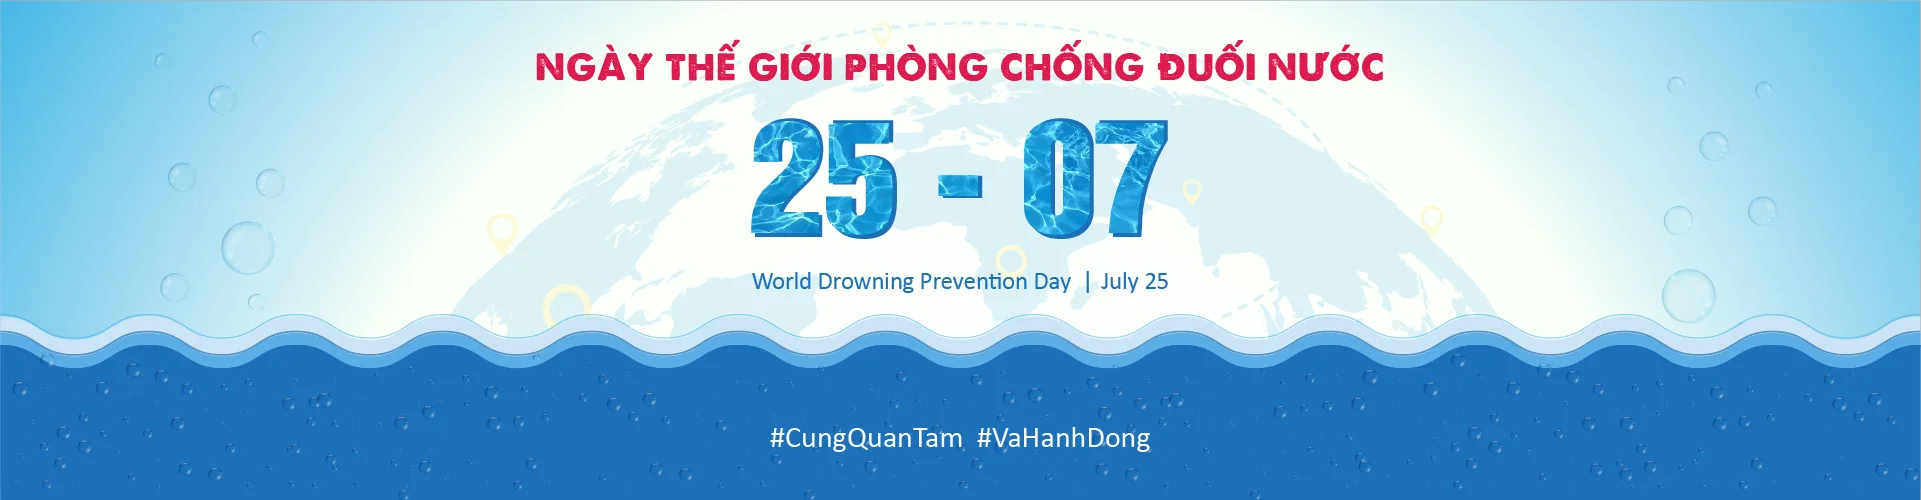 NGÀY THẾ GIỚI PHÒNG CHỐNG ĐUỐI NƯỚC
25 - 07
World Drowning Prevention Day | July 25
#CungQuanTam #VaHanhDong